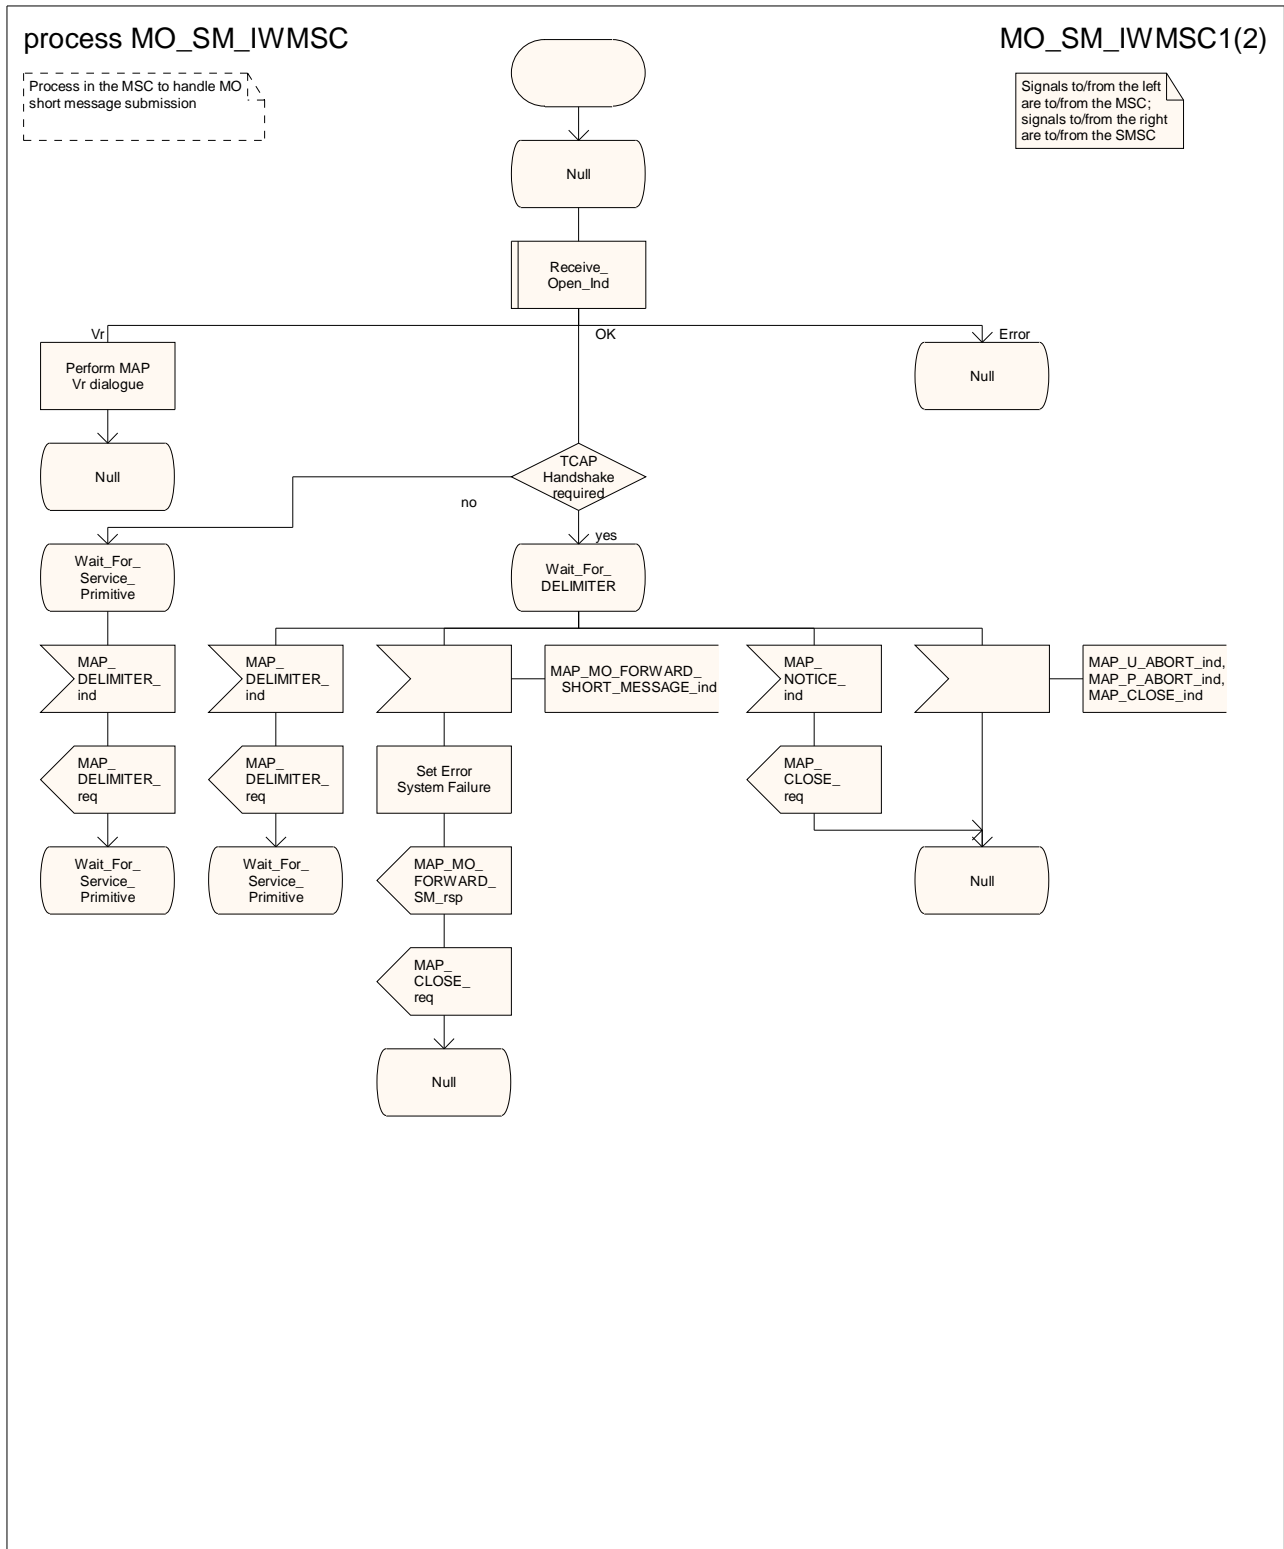 process MO_SM_IWMSC
MO_SM_IWMSC1(2)
Process in the MSC to handle MO
short message submission
Signals to/from the left
are to/from the MSC;
signals to/from the right
are to/from the SMSC
Null
Receive_
Open_Ind
Vr
OK
Error
Perform MAP
Vr dialogue
Null
Null
TCAP
Handshake
required
no
yes
Wait_For_
Service_
Primitive
Wait_For_
DELIMITER
MAP_
DELIMITER_
ind
MAP_
DELIMITER_
ind
MAP_MO_FORWARD_
SHORT_MESSAGE_ind
MAP_
NOTICE_
ind
MAP_U_ABORT_ind,
MAP_P_ABORT_ind,
MAP_CLOSE_ind
MAP_
DELIMITER_
req
MAP_
DELIMITER_
req
Set Error
System Failure
MAP_
CLOSE_
req
Wait_For_
Service_
Primitive
Wait_For_
Service_
Primitive
MAP_MO_
FORWARD_
SM_rsp
Null
MAP_
CLOSE_
req
Null